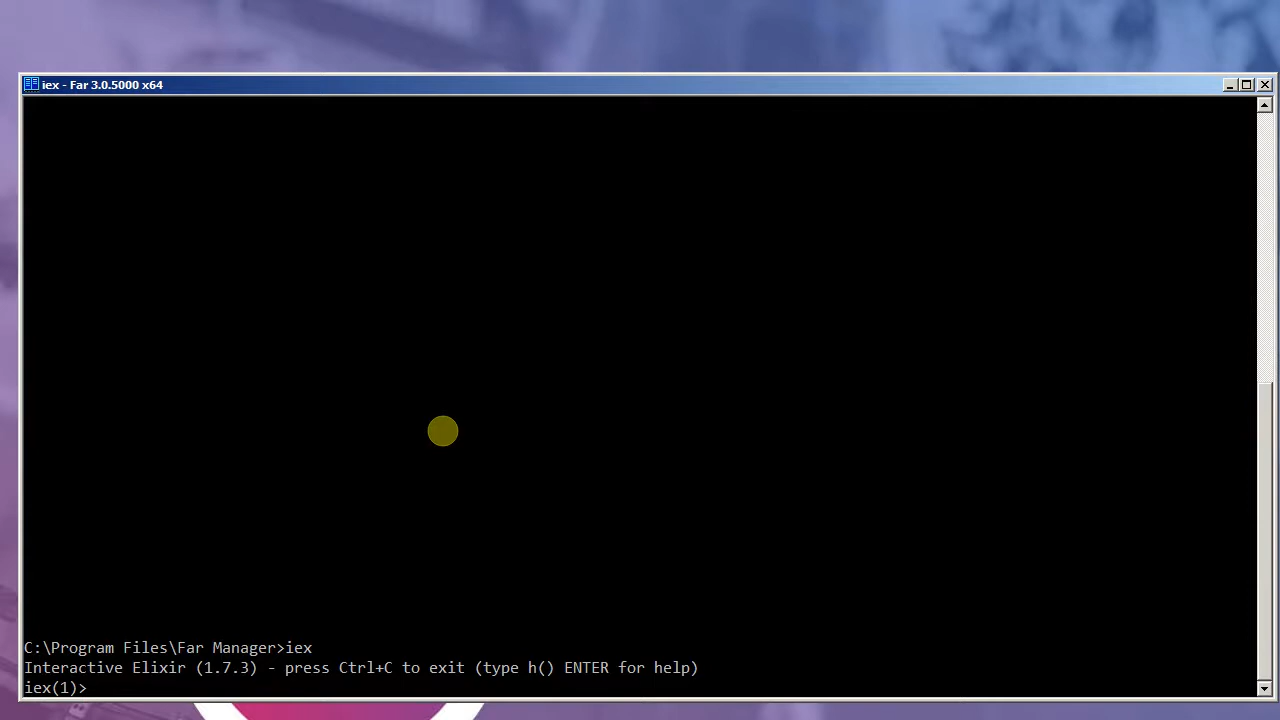 iex - Far 3.0.5000 x64
C:\Program Files\Far Manager>iex
Interactive Elixir (1.7.3) - press Ctrl+C to exit (type h() ENTER for help)
iex(1)>